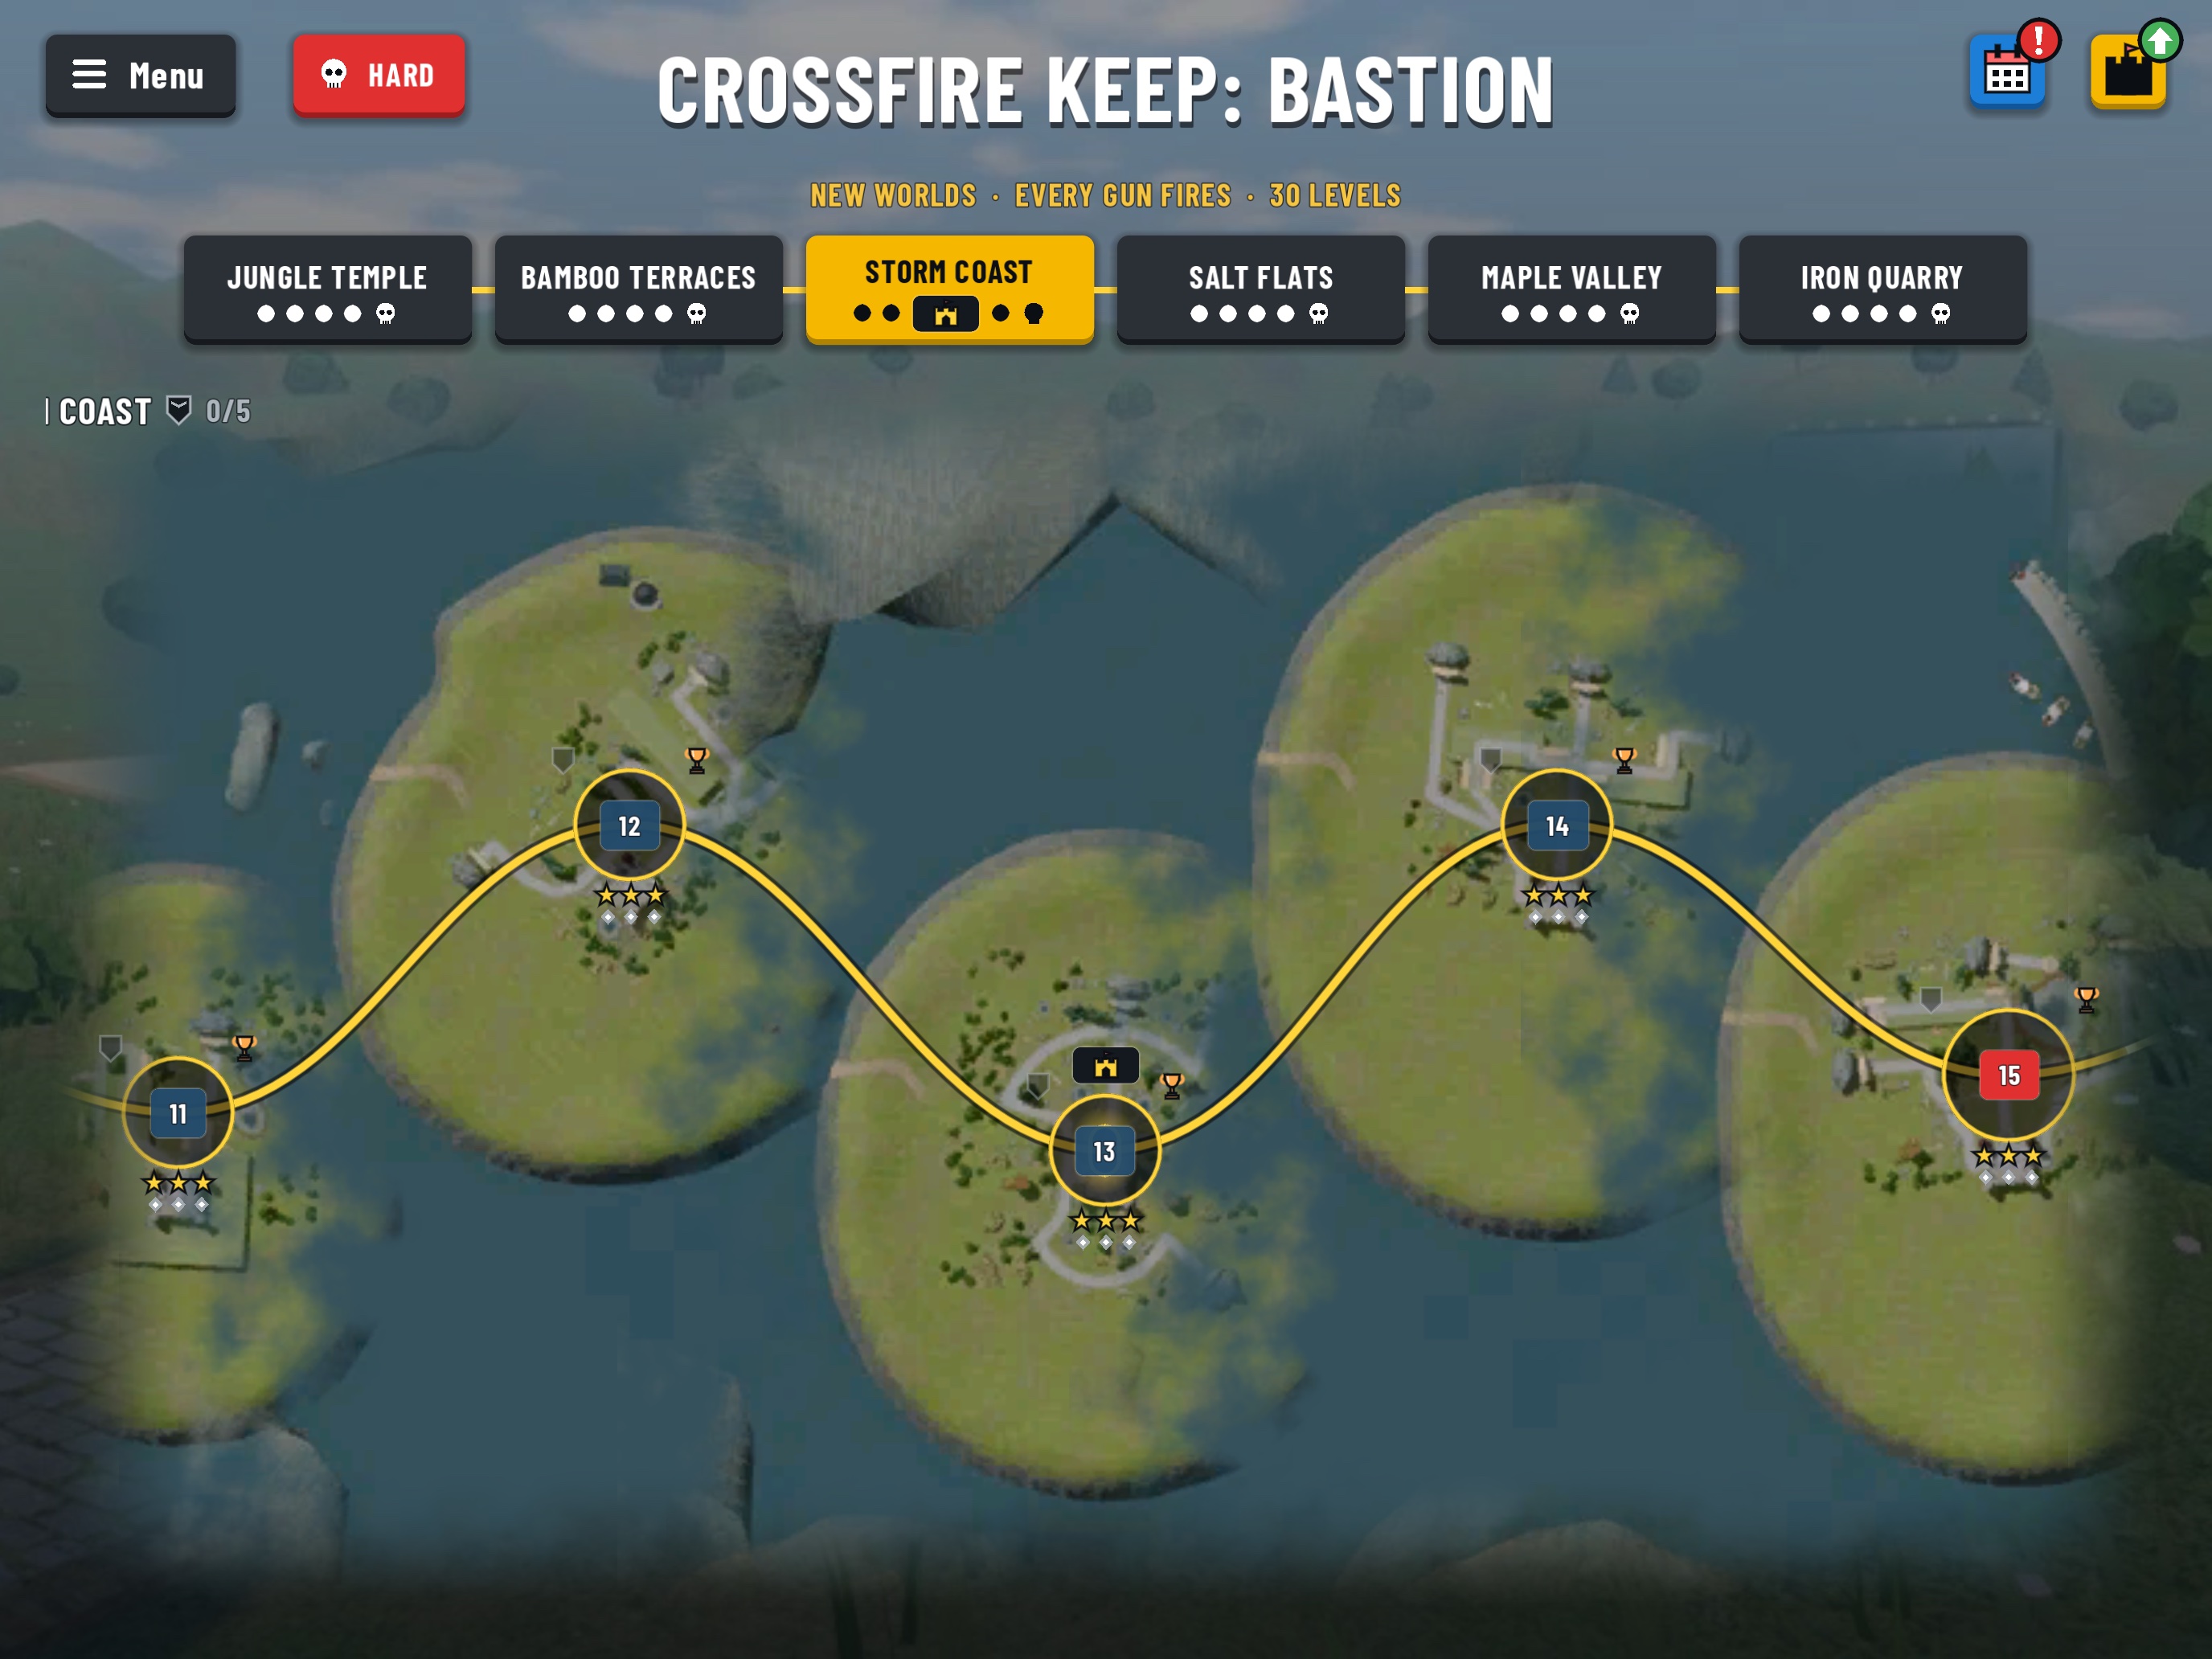 Menu
HARD
CROSSFIRE KEEP: BASTION
!
NEW WORLDS · EVERY GUN FIRES · 30 LEVELS
JUNGLE TEMPLE
BAMBOO TERRACES
STORM COAST
SALT FLATS
MAPLE VALLEY
IRON QUARRY
COAST 0/5
12
14
15
11
13